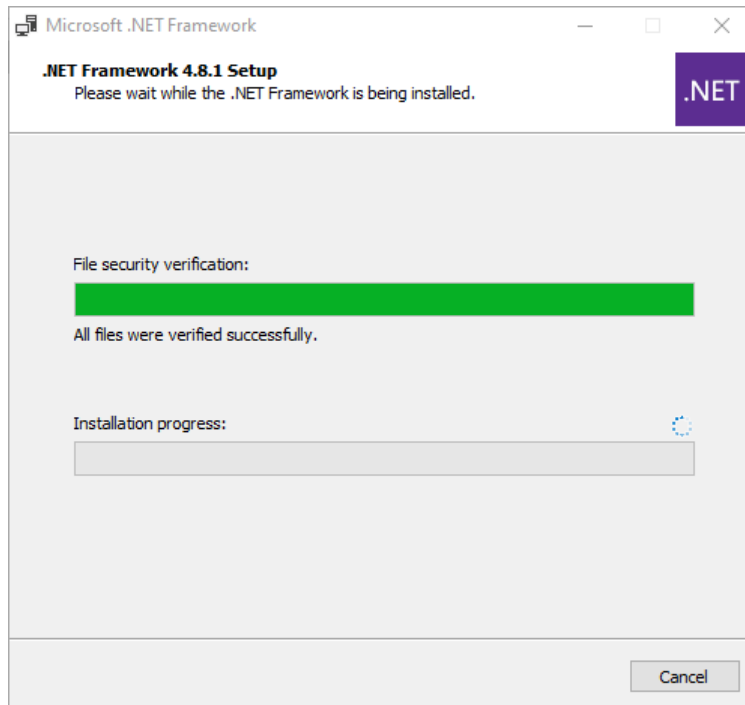 Microsoft .NET Framework
.NET Framework 4.8.1 Setup
Please wait while the .NET Framework is being installed.
.NET
File security verification:
All files were verified successfully.
Installation progress:
Cancel